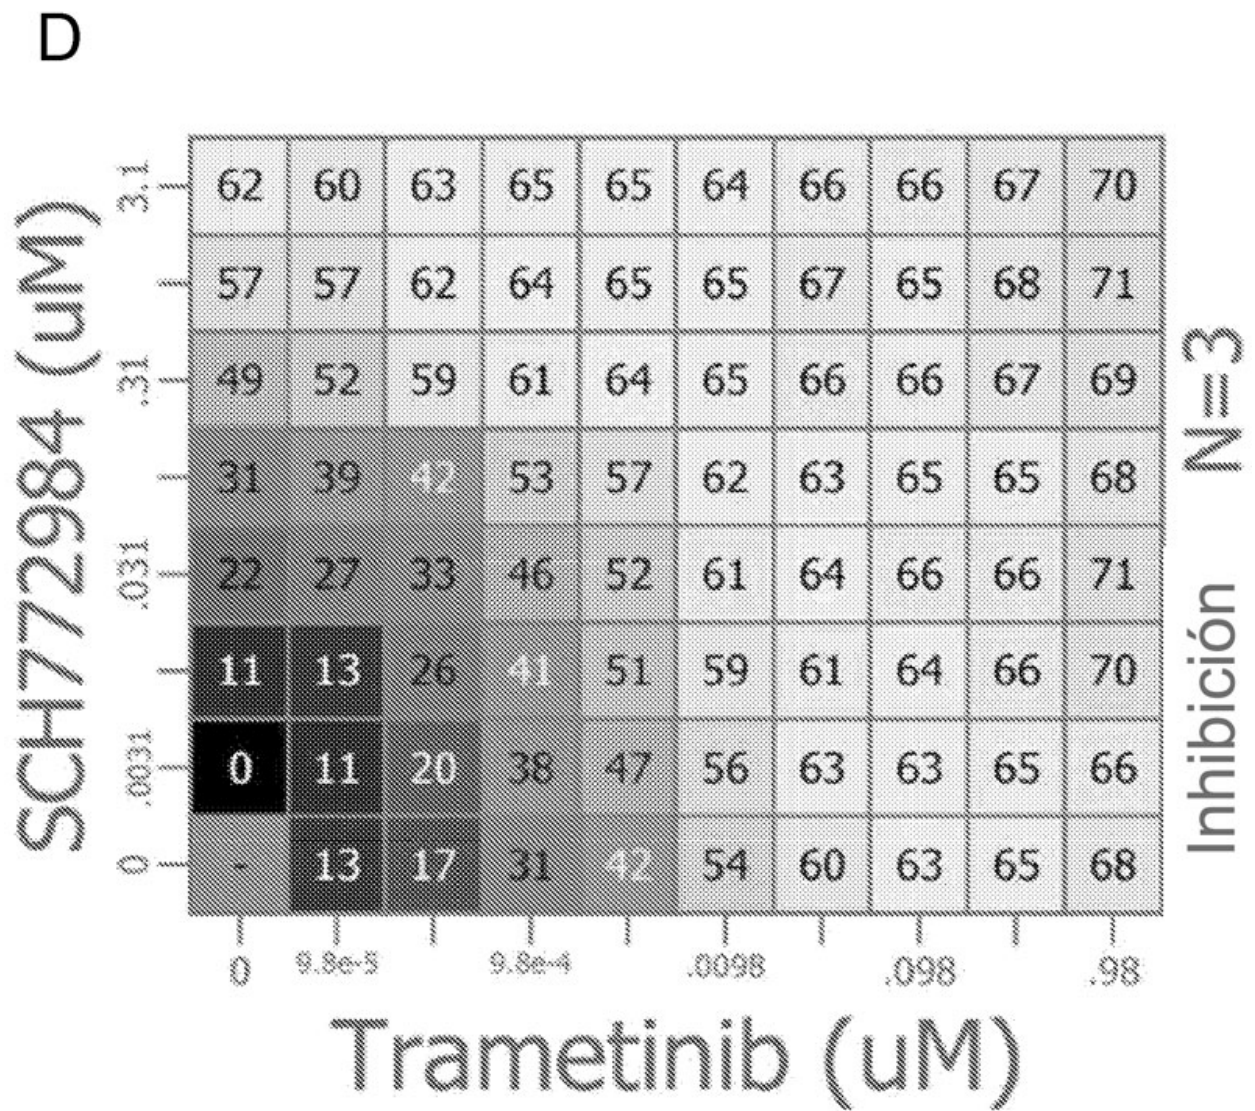 D
3.1 62 60 63 65 65 64 66 66 67 70
57 57 62 64 65 65 67 65 68 71
.31 49 52 59 61 64 65 66 66 67 69
31 39 42 53 57 62 63 65 65 68
.031 22 27 33 46 52 61 64 66 66 71
11 13 26 41 51 59 61 64 66 70
.0031 0 11 20 38 47 56 63 63 65 66
0 - 13 17 31 42 54 60 63 65 68
0 9.8e-5 9.8e-4 .0098 .098 .98
Trametinib (uM)
SCH772984 (uM)
Inhibición N=3